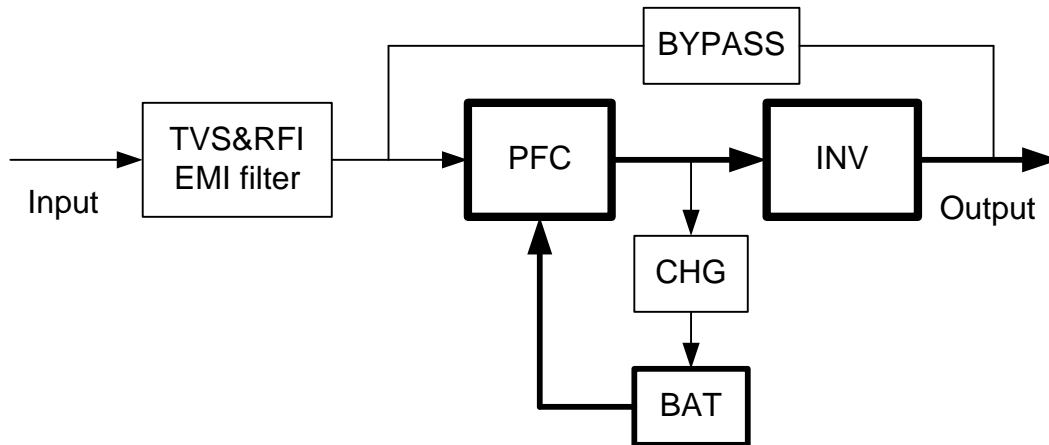 BYPASS
TVS&RFI
EMI filter
PFC
INV
Input
Output
CHG
BAT